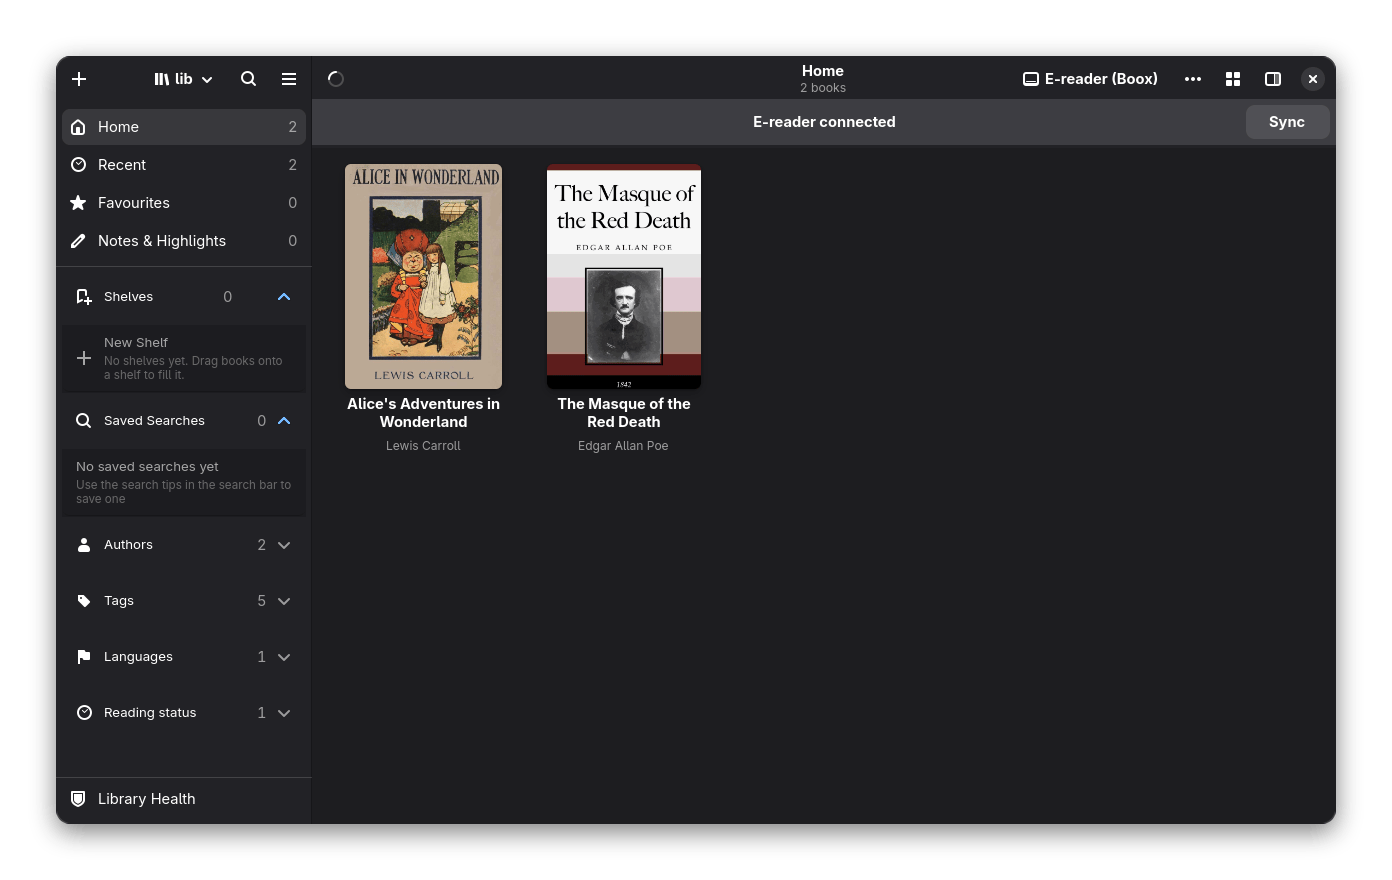 lib
Home
2 books
E-reader (Boox)
E-reader connected
Sync
Home 2
Recent 2
Favourites 0
Notes & Highlights 0
Shelves 0
New Shelf
No shelves yet. Drag books onto
a shelf to fill it.
Saved Searches 0
No saved searches yet
Use the search tips in the search bar to
save one
Authors 2
Tags 5
Languages 1
Reading status 1
Library Health
ALICE IN WONDERLAND
LEWIS CARROLL
Alice's Adventures in
Wonderland
Lewis Carroll
The Masque of
the Red Death
EDGAR ALLAN POE
1842
The Masque of the
Red Death
Edgar Allan Poe